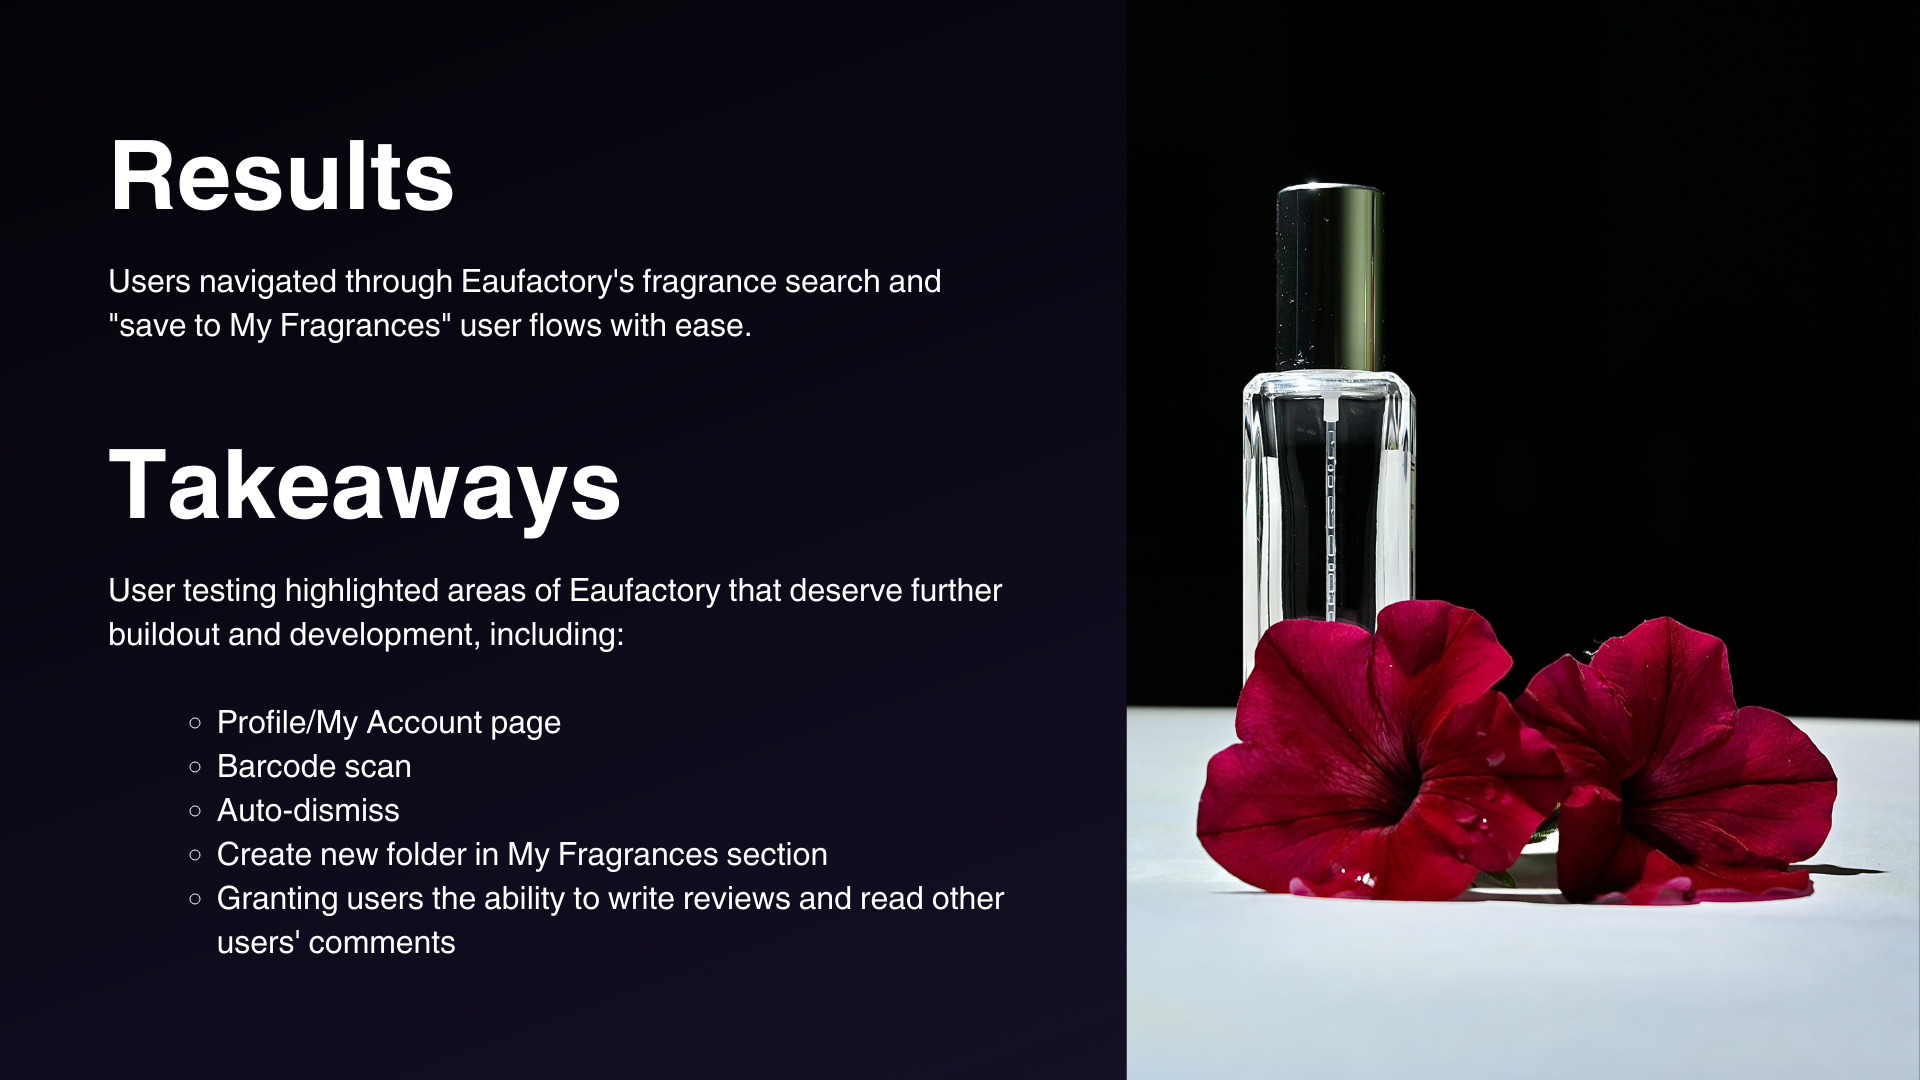 Results
Users navigated through Eaufactory's fragrance search and
"save to My Fragrances" user flows with ease.
Takeaways
User testing highlighted areas of Eaufactory that deserve further
buildout and development, including:
Profile/My Account page
Barcode scan
Auto-dismiss
Create new folder in My Fragrances section
Granting users the ability to write reviews and read other
users' comments